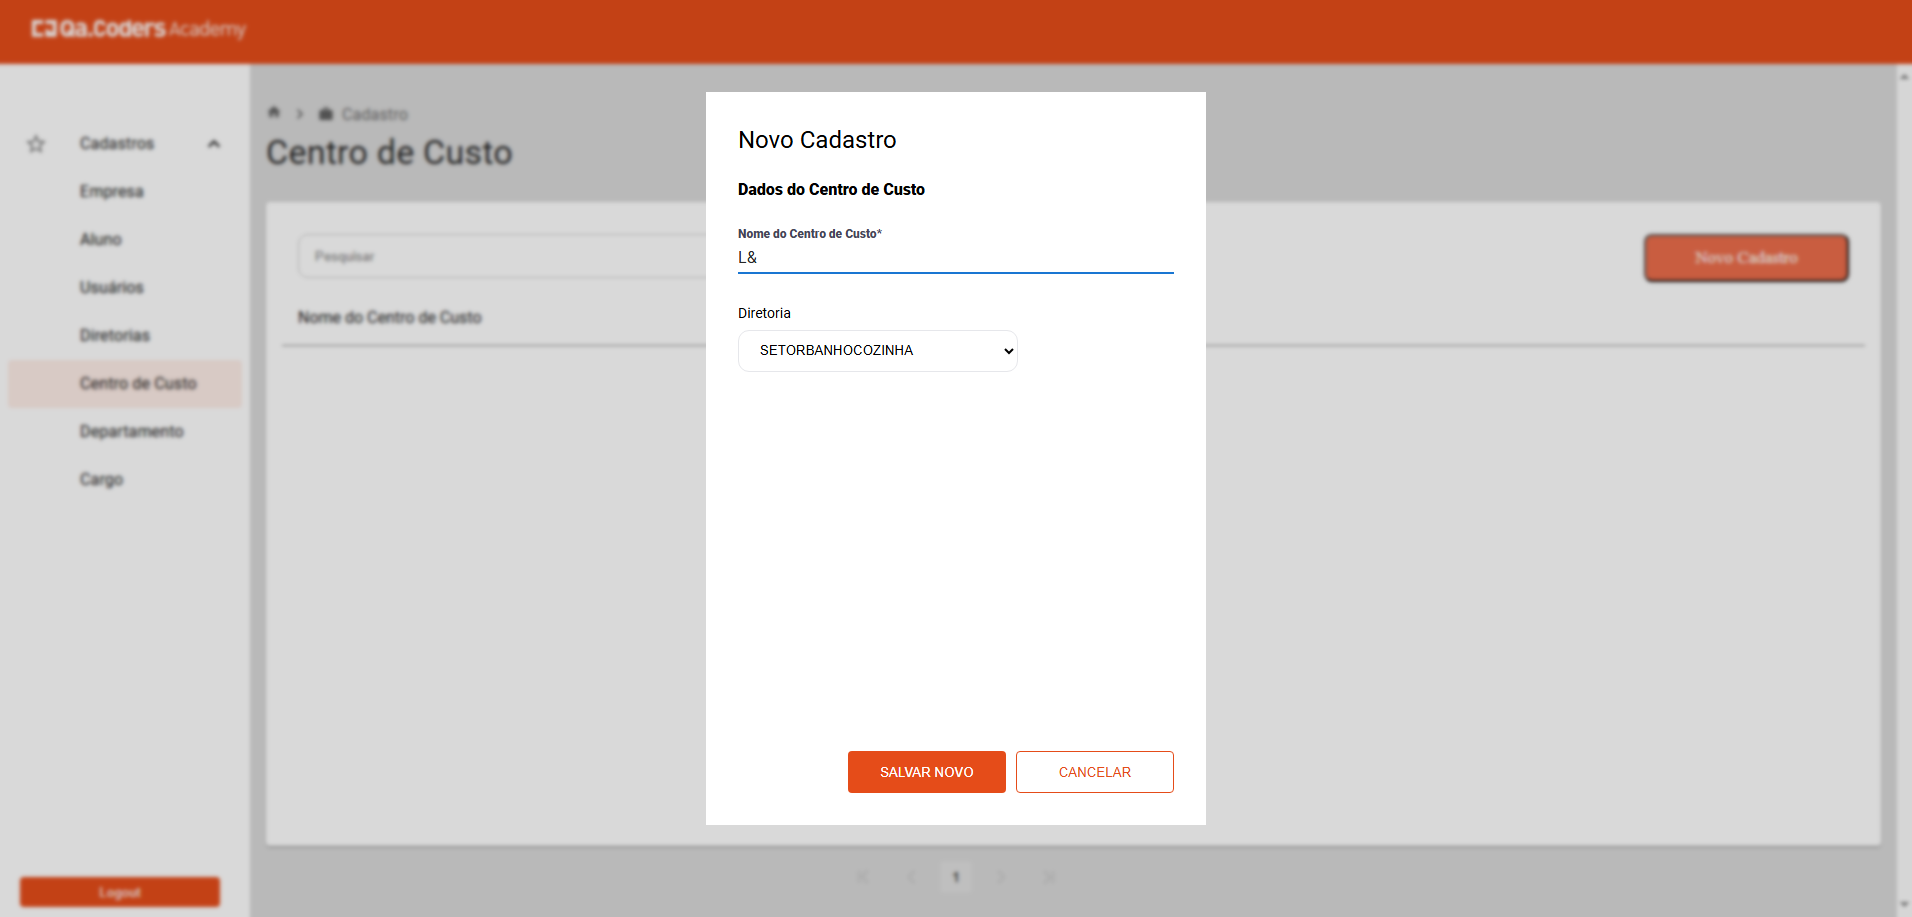 Qa.Coders Academy
Cadastros
Empresa
Aluno
Usuários
Diretorias
Centro de Custo
Departamento
Cargo
Logout
Cadastro
Centro de Custo
Pesquisar
Novo Cadastro
Nome do Centro de Custo
1
Novo Cadastro
Dados do Centro de Custo
Nome do Centro de Custo*
L&
Diretoria
SETORBANHOCOZINHA
SALVAR NOVO
CANCELAR